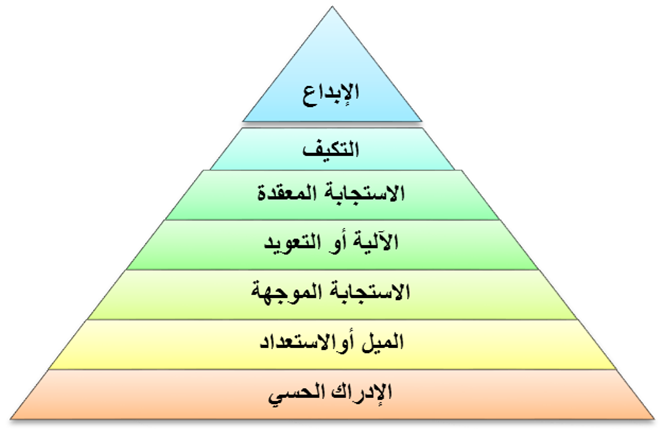 الإبداع
التكيف
الاستجابة المعقدة
الآلية أو التعويد
الاستجابة الموجهة
الميل أوالاستعداد
الإدراك الحسي